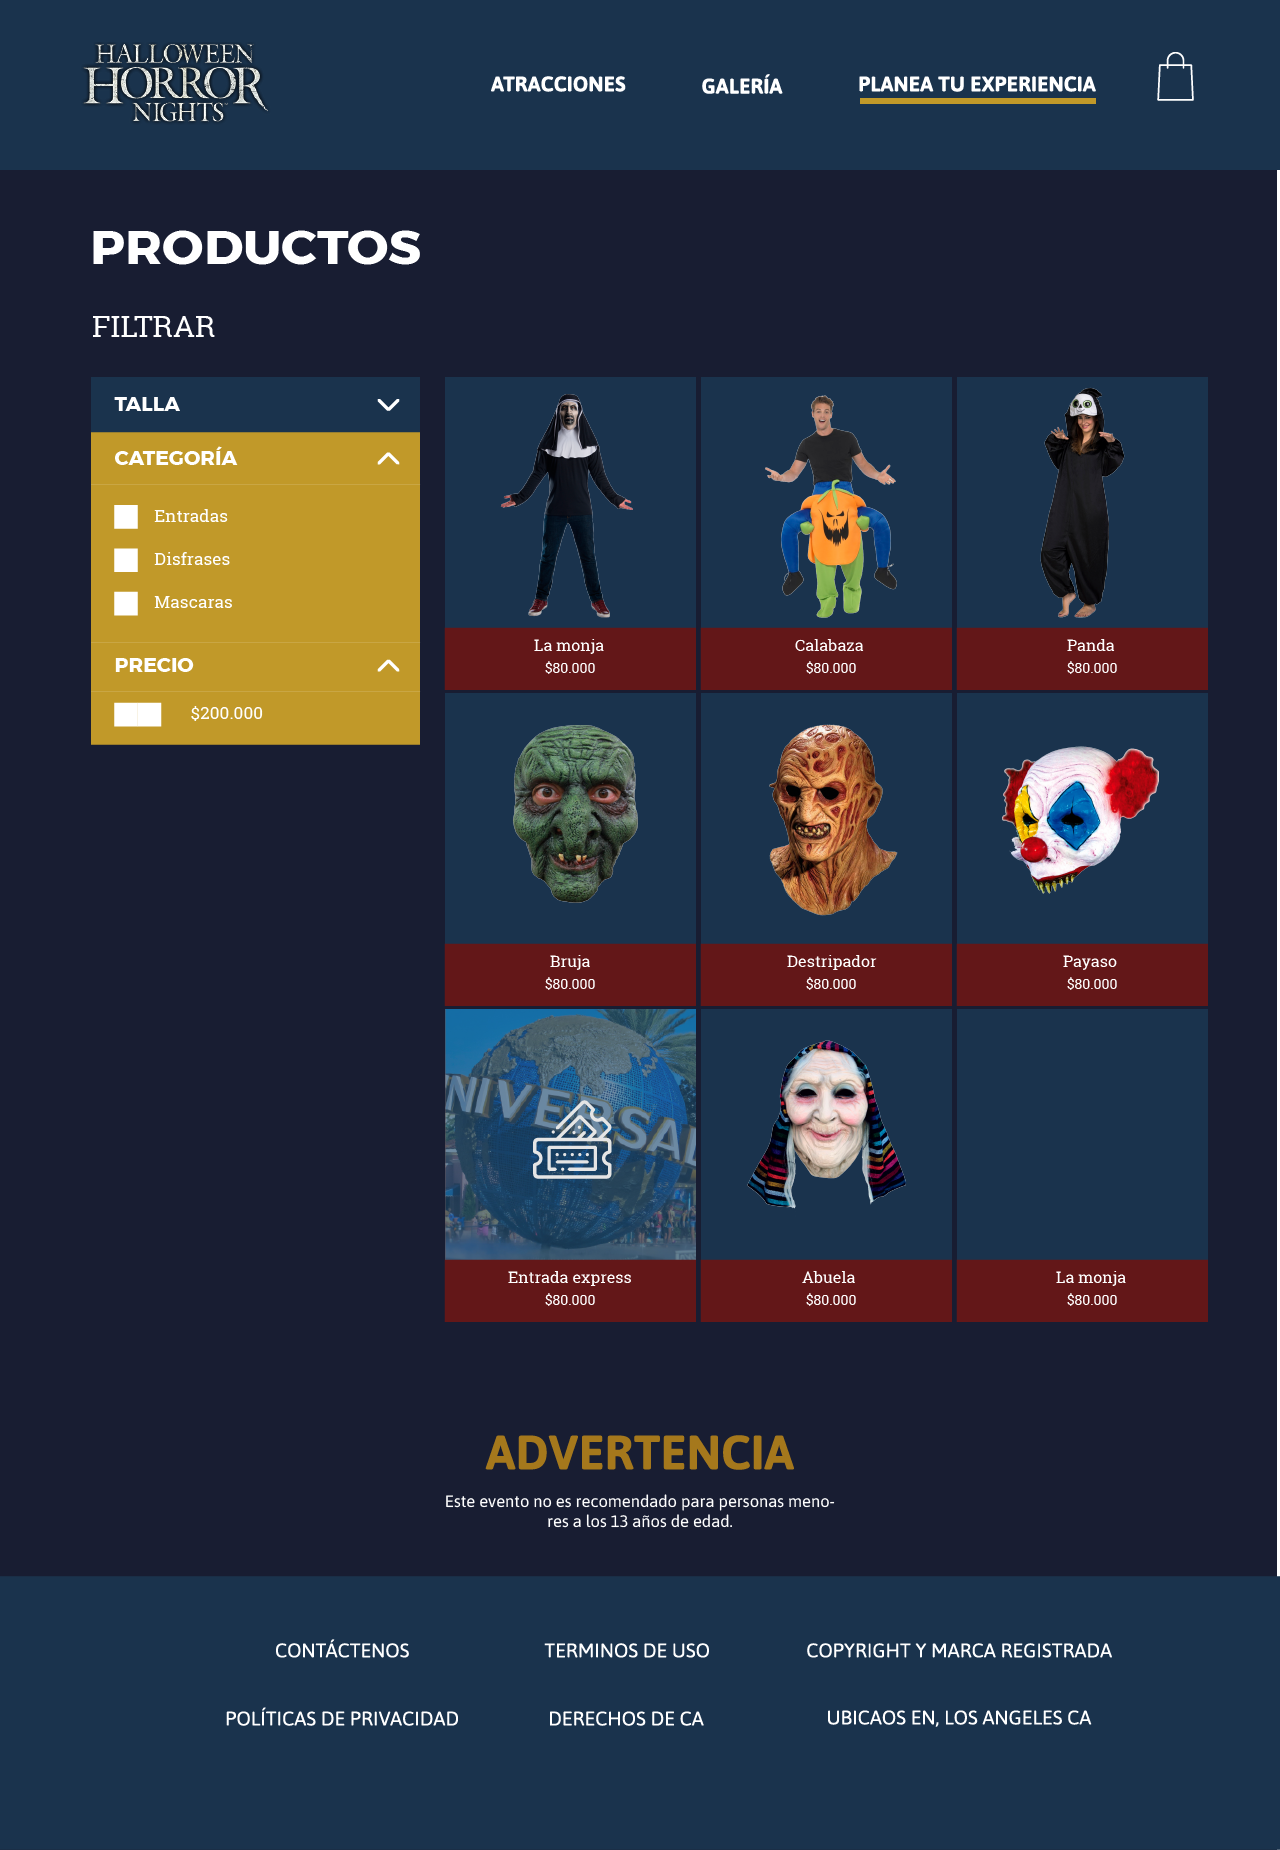 HALLOWEEN
HORROR
NIGHTS
ATRACCIONES
GALERÍA
PLANEA TU EXPERIENCIA
PRODUCTOS
FILTRAR
TALLA
CATEGORÍA
Entradas
Disfrases
Mascaras
PRECIO
$200.000
La monja
$80.000
Calabaza
$80.000
Panda
$80.000
Bruja
$80.000
Destripador
$80.000
Payaso
$80.000
NIVERSAL
Entrada express
$80.000
Abuela
$80.000
La monja
$80.000
ADVERTENCIA
Este evento no es recomendado para personas meno-
res a los 13 años de edad.
CONTÁCTENOS
TERMINOS DE USO
COPYRIGHT Y MARCA REGISTRADA
POLÍTICAS DE PRIVACIDAD
DERECHOS DE CA
UBICAOS EN, LOS ANGELES CA